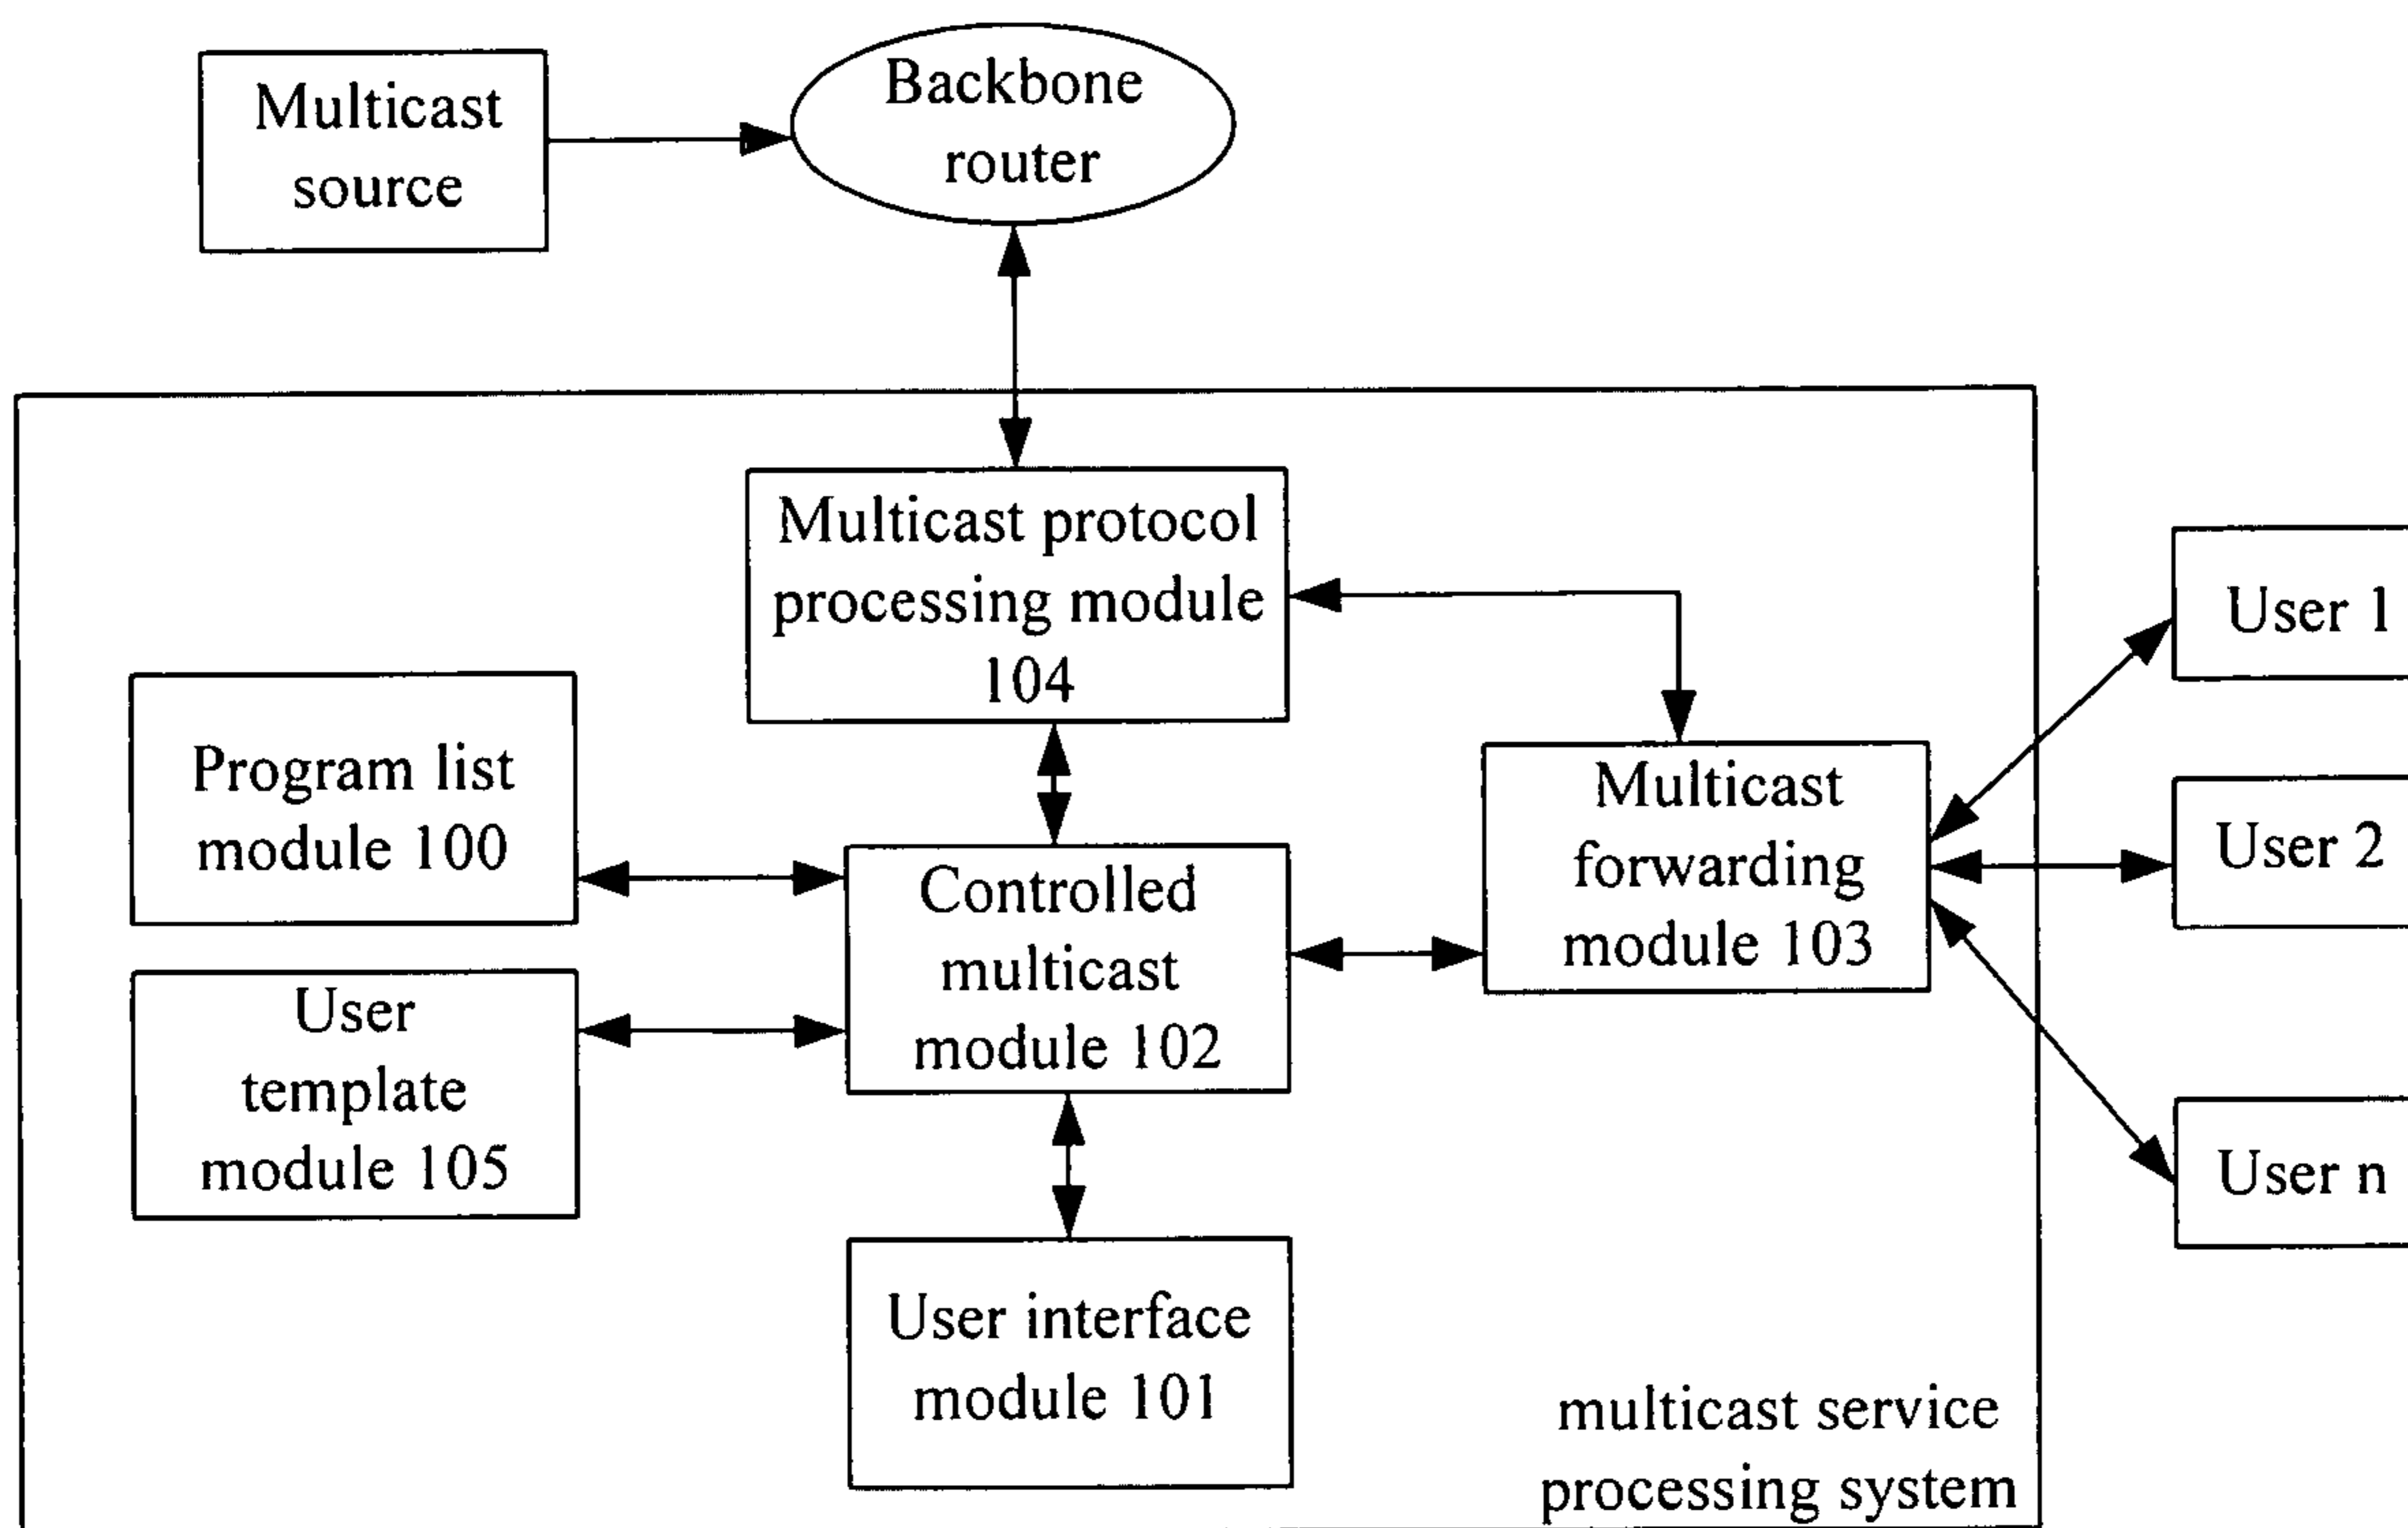 Multicast
source
Backbone
router
Multicast protocol
processing module
104
Program list
module 100
User
template
module 105
Controlled
multicast
module 102
Multicast
forwarding
module 103
User 1
User 2
User n
User interface
module 101
multicast service
processing system